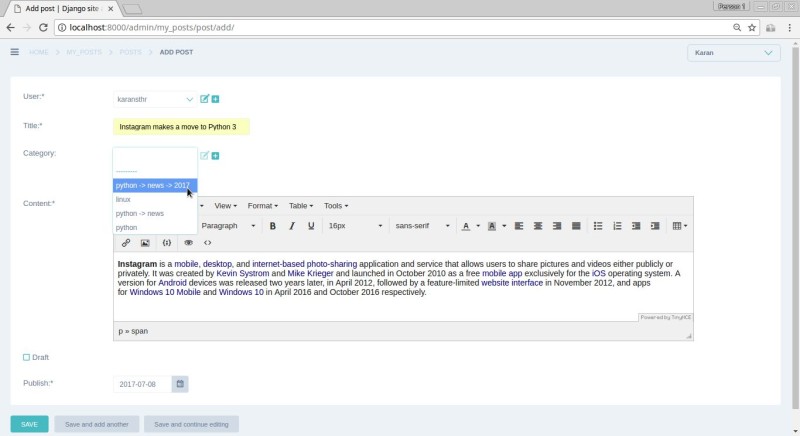 Add post | Django site
Person 1
localhost:8000/admin/my_posts/post/add/
HOME > MY_POSTS > POSTS > ADD POST
Karan
User:*
karansthr
Title:*
Instagram makes a move to Python 3
Category:
---------
python -> news -> 2017
linux
python -> news
python
Content:*
View Format Table Tools
Paragraph B I U 16px sans-serif A A
Instagram is a mobile, desktop, and internet-based photo-sharing application and service that allows users to share pictures and videos either publicly or
privately. It was created by Kevin Systrom and Mike Krieger and launched in October 2010 as a free mobile app exclusively for the iOS operating system. A
version for Android devices was released two years later, in April 2012, followed by a feature-limited website interface in November 2012, and apps
for Windows 10 Mobile and Windows 10 in April 2016 and October 2016 respectively.
Powered by TinyMCE
p » span
Draft
Publish:*
2017-07-08
SAVE
Save and add another
Save and continue editing